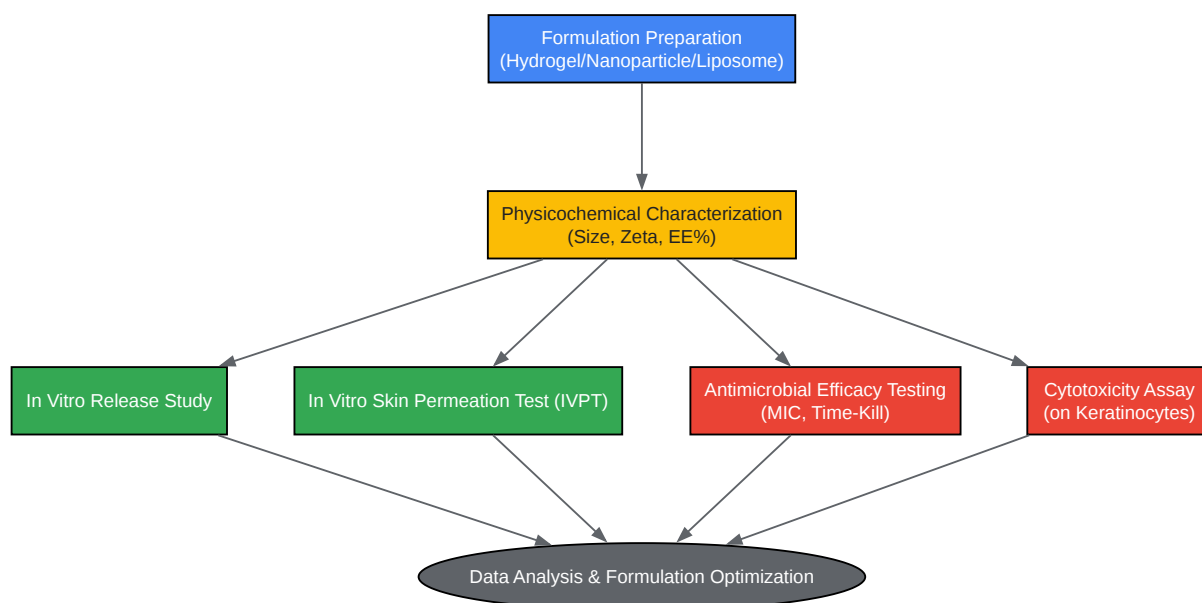 Formulation Preparation
(Hydrogel/Nanoparticle/Liposome)
Physicochemical Characterization
(Size, Zeta, EE%)
In Vitro Release Study
In Vitro Skin Permeation Test (IVPT)
Antimicrobial Efficacy Testing
(MIC, Time-Kill)
Cytotoxicity Assay
(on Keratinocytes)
Data Analysis & Formulation Optimization